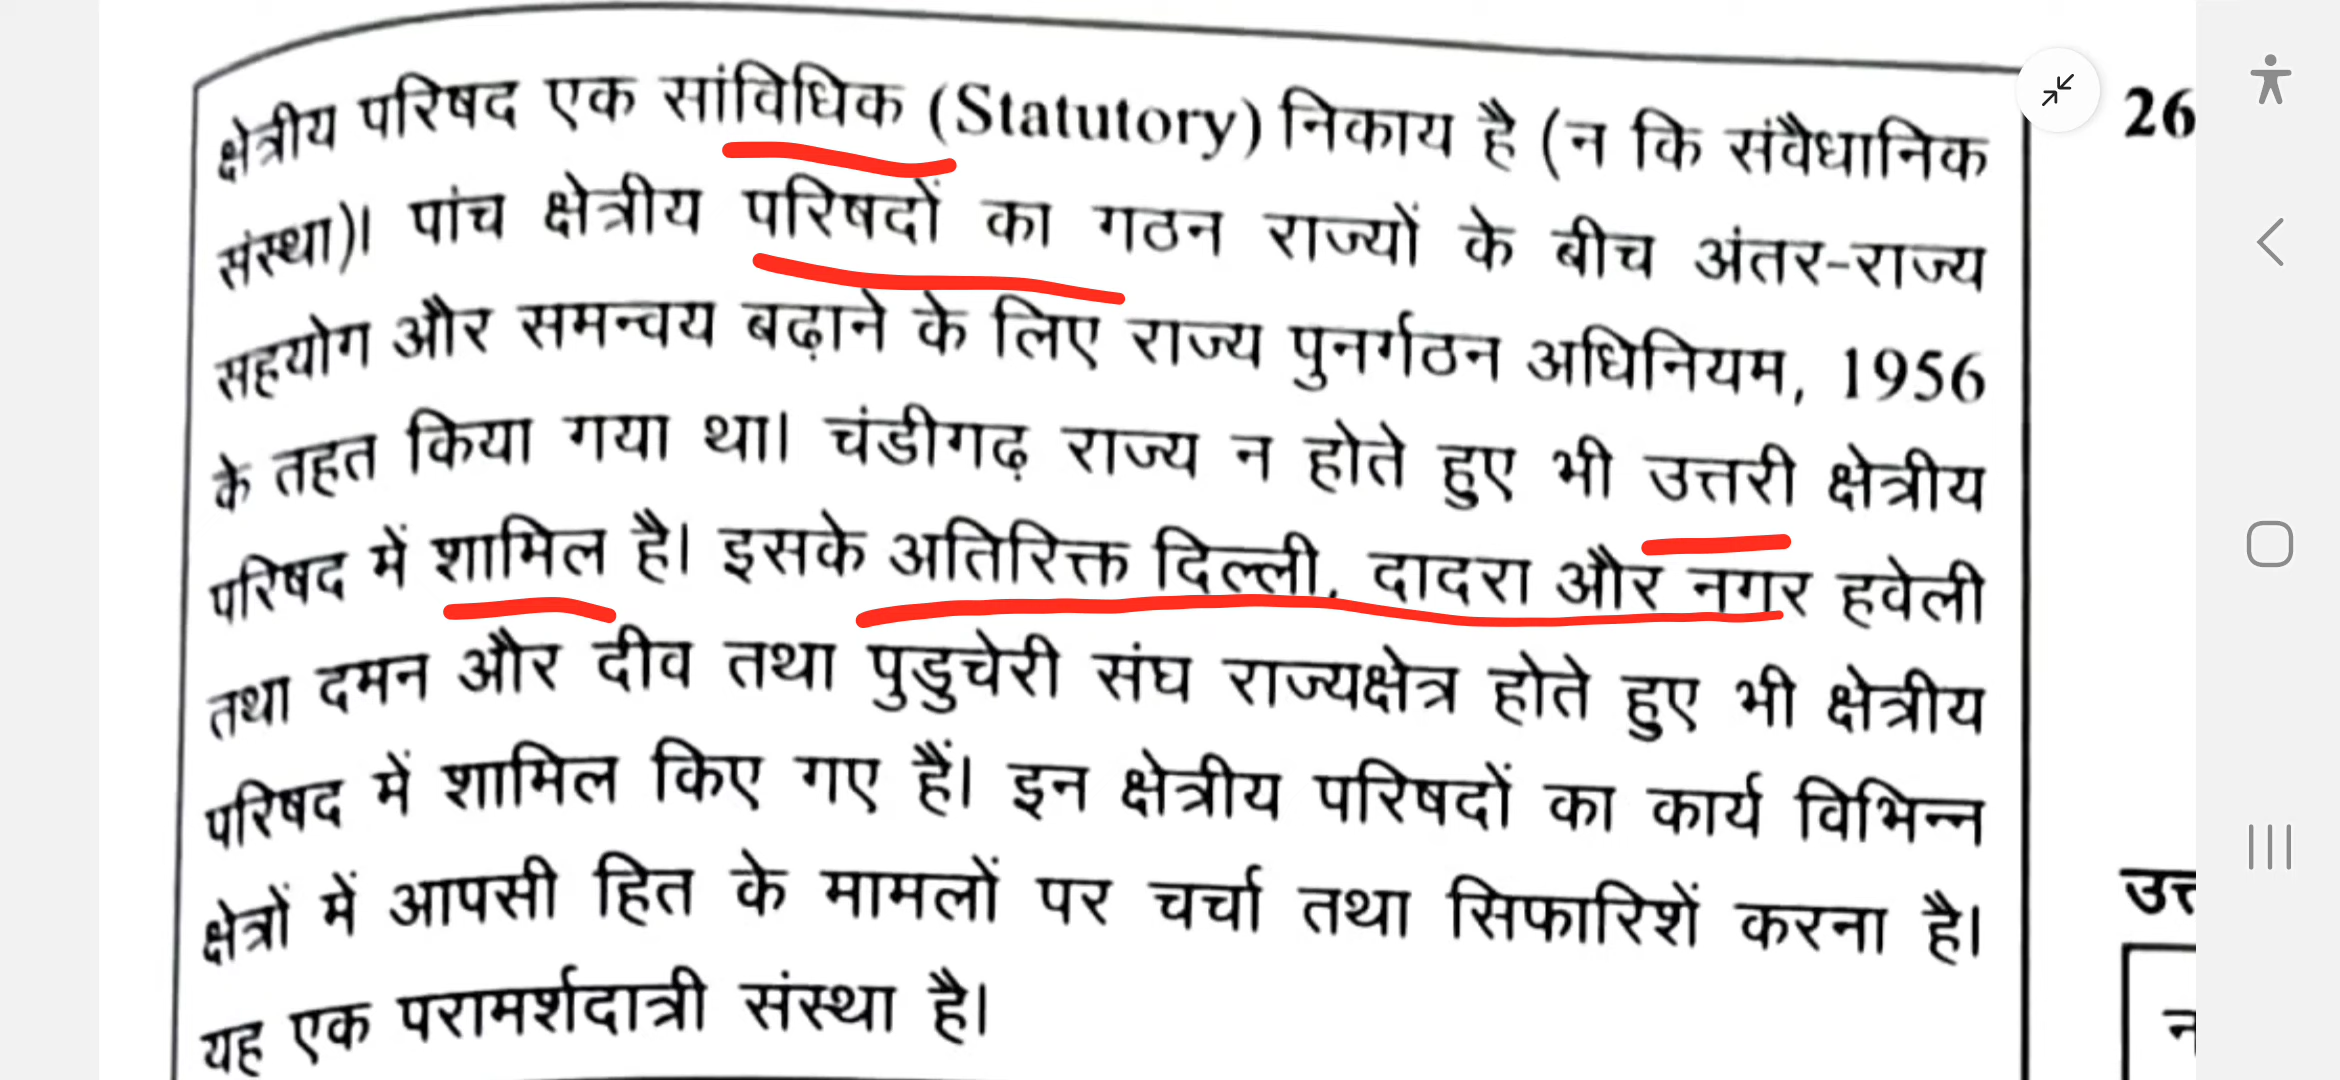 क्षेत्रीय परिषद एक सांविधिक (Statutory) निकाय है (न कि संवैधानिक
संस्था)। पांच क्षेत्रीय परिषदों का गठन राज्यों के बीच अंतर-राज्य
सहयोग और समन्वय बढ़ाने के लिए राज्य पुनर्गठन अधिनियम, 1956
के तहत किया गया था। चंडीगढ़ राज्य न होते हुए भी उत्तरी क्षेत्रीय
परिषद में शामिल है। इसके अतिरिक्त दिल्ली, दादरा और नगर हवेली
तथा दमन और दीव तथा पुडुचेरी संघ राज्यक्षेत्र होते हुए भी क्षेत्रीय
परिषद में शामिल किए गए हैं। इन क्षेत्रीय परिषदों का कार्य विभिन्न
क्षेत्रों में आपसी हित के मामलों पर चर्चा तथा सिफारिशें करना है।
यह एक परामर्शदात्री संस्था है।
26